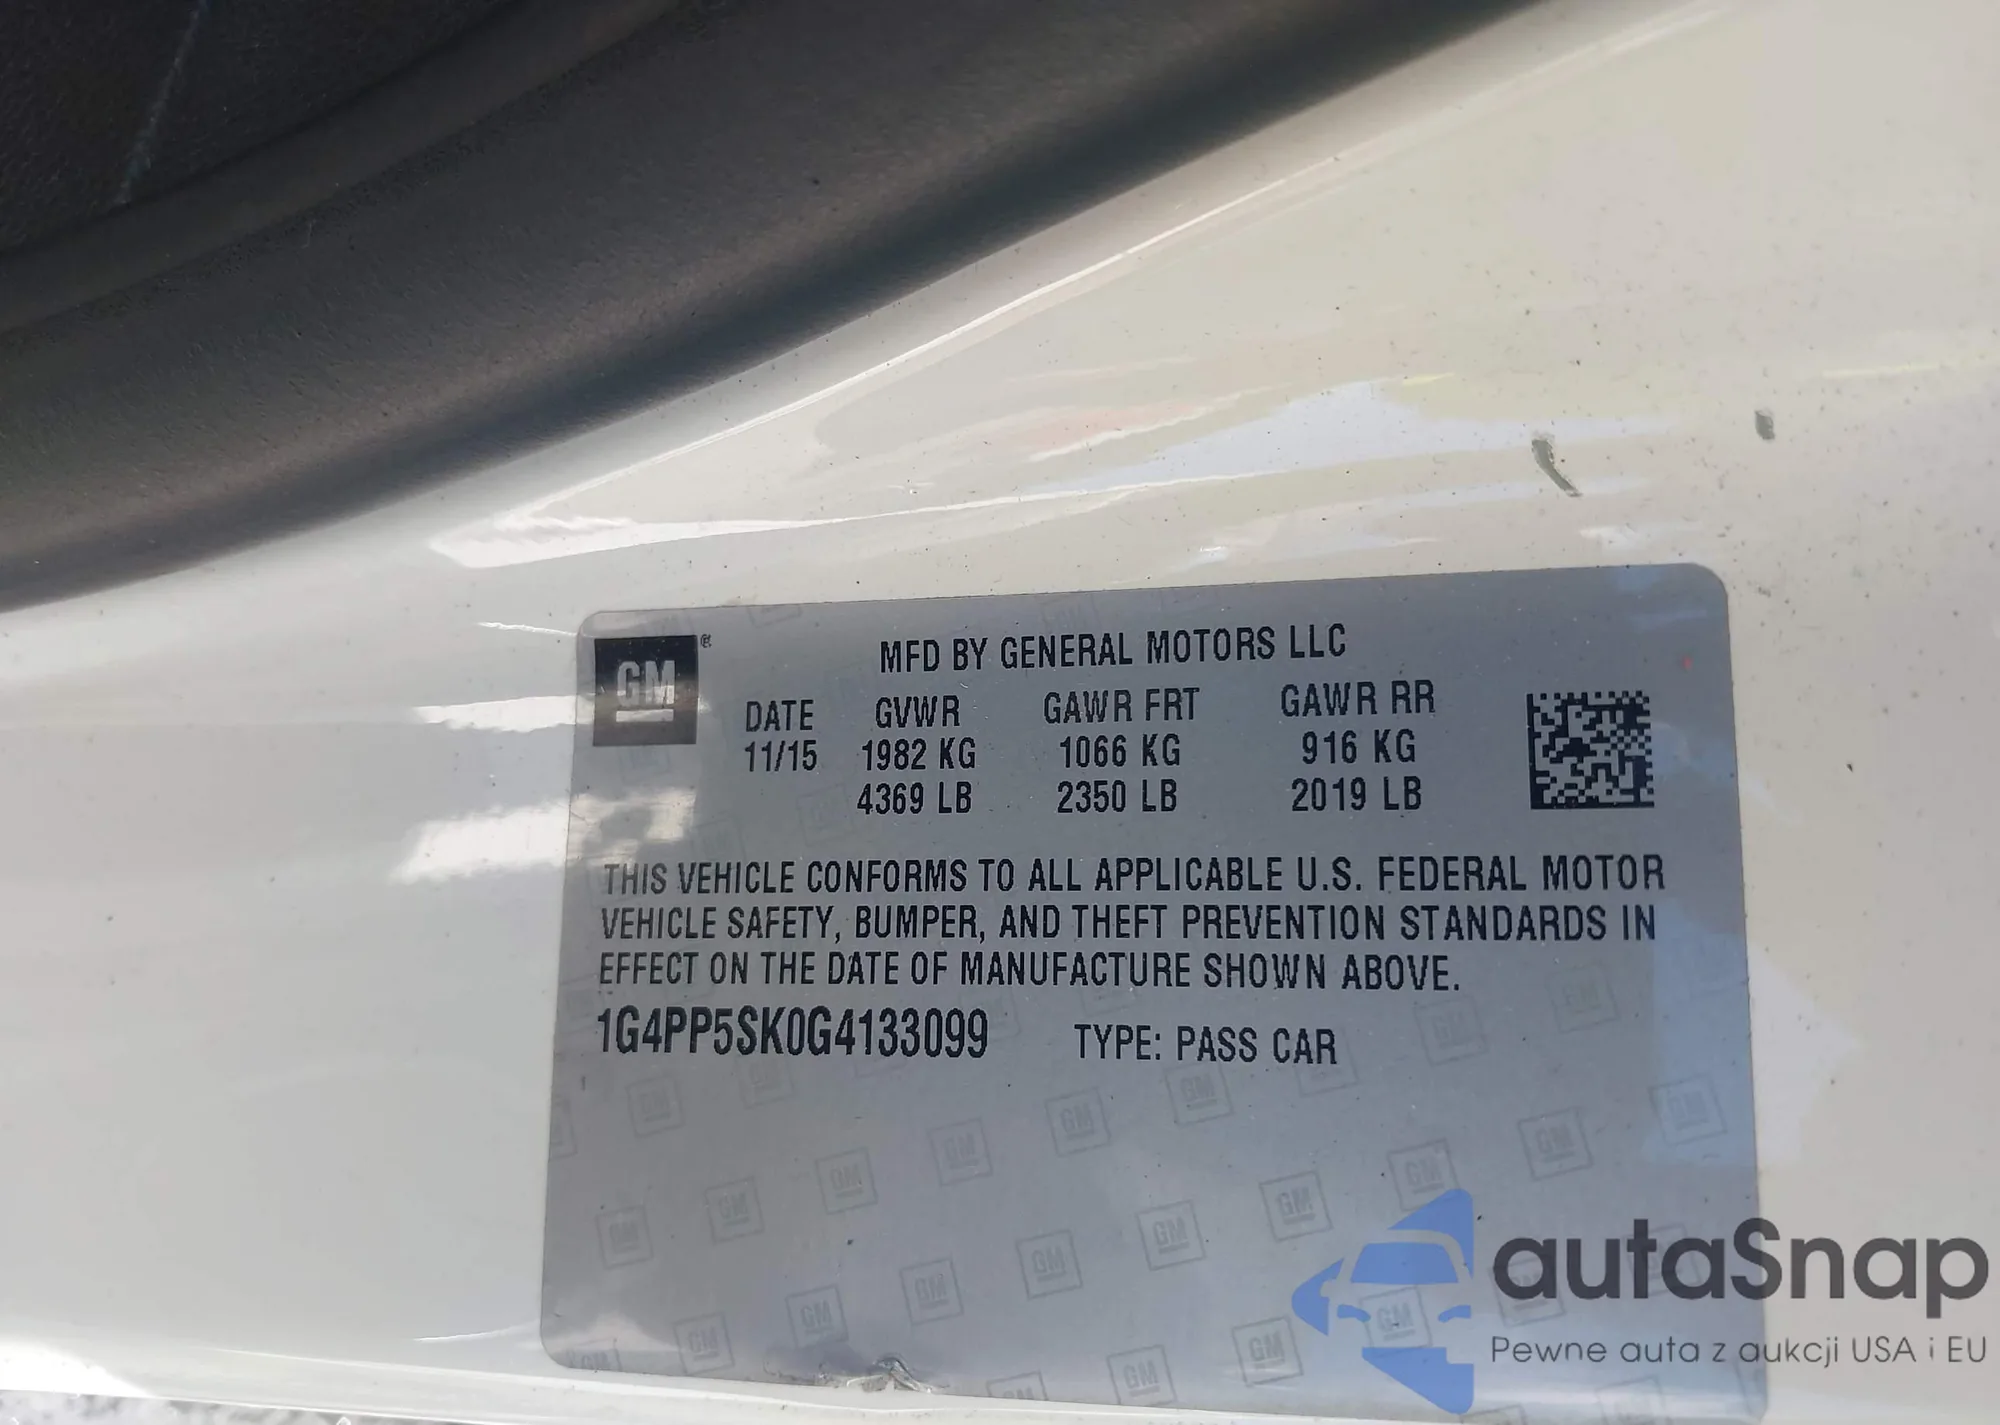 GM ®
MFD BY GENERAL MOTORS LLC
DATE GVWR GAWR FRT GAWR RR
11/15 1982 KG 1066 KG 916 KG
4369 LB 2350 LB 2019 LB
THIS VEHICLE CONFORMS TO ALL APPLICABLE U.S. FEDERAL MOTOR
VEHICLE SAFETY, BUMPER, AND THEFT PREVENTION STANDARDS IN
EFFECT ON THE DATE OF MANUFACTURE SHOWN ABOVE.
1G4PP5SK0G4133099 TYPE: PASS CAR
autaSnap
Pewne auta z aukcji USA i EU